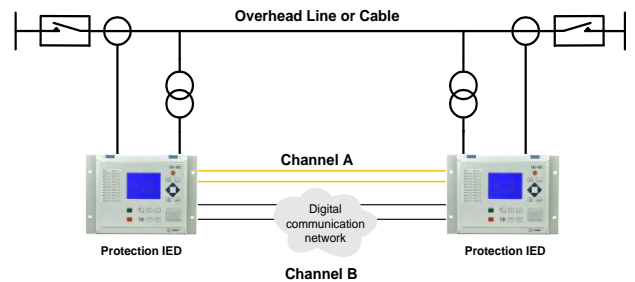 Overhead Line or Cable
Channel A
Digital
communication
network
Protection IED
Protection IED
Channel B